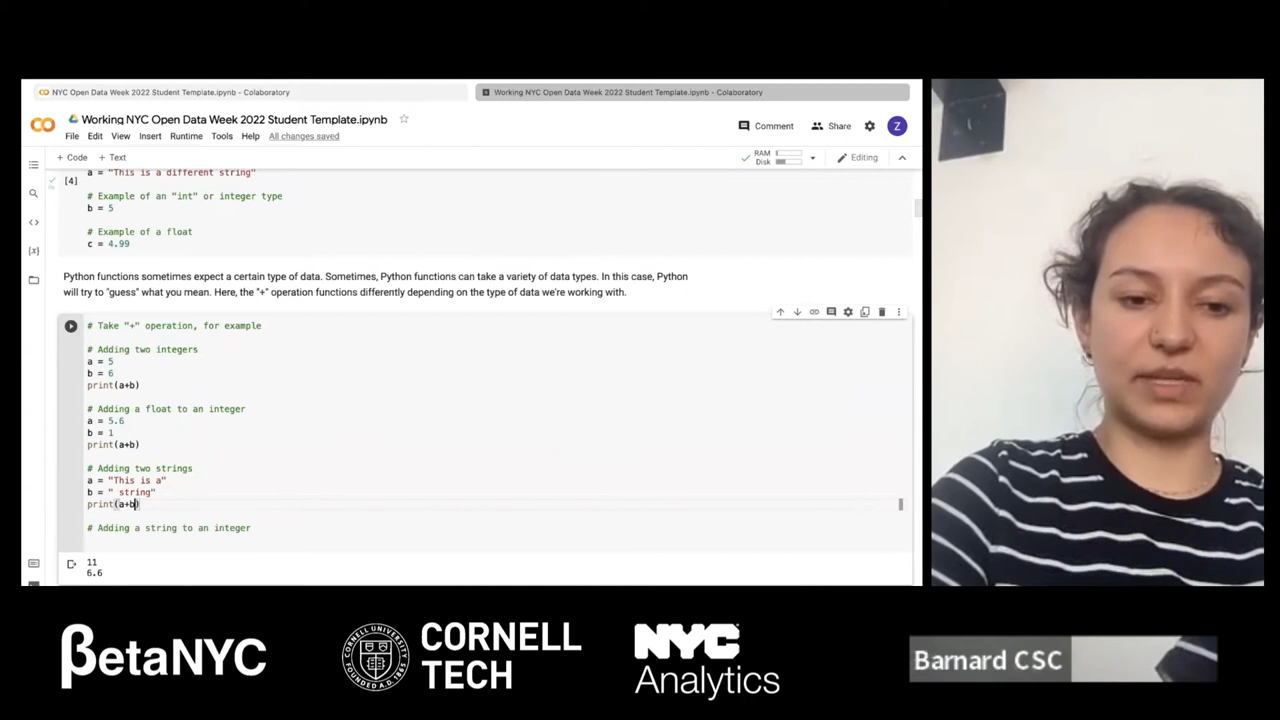 NYC Open Data Week 2022 Student Template.ipynb - Colaboratory
Working NYC Open Data Week 2022 Student Template.ipynb - Colaboratory
Working NYC Open Data Week 2022 Student Template.ipynb
Comment
Share
Z
File Edit View Insert Runtime Tools Help All changes saved
+ Code + Text
RAM
Disk
Editing
a = "This is a different string"
[4]
# Example of an "int" or integer type
b = 5
# Example of a float
c = 4.99
Python functions sometimes expect a certain type of data. Sometimes, Python functions can take a variety of data types. In this case, Python
will try to "guess" what you mean. Here, the "+" operation functions differently depending on the type of data we're working with.
# Take "+" operation, for example
# Adding two integers
a = 5
b = 6
print(a+b)
# Adding a float to an integer
a = 5.6
b = 1
print(a+b)
# Adding two strings
a = "This is a"
b = " string"
print(a+b)
# Adding a string to an integer
11
6.6
βetaNYC
CORNELL
TECH
NYC
Analytics
Barnard CSC